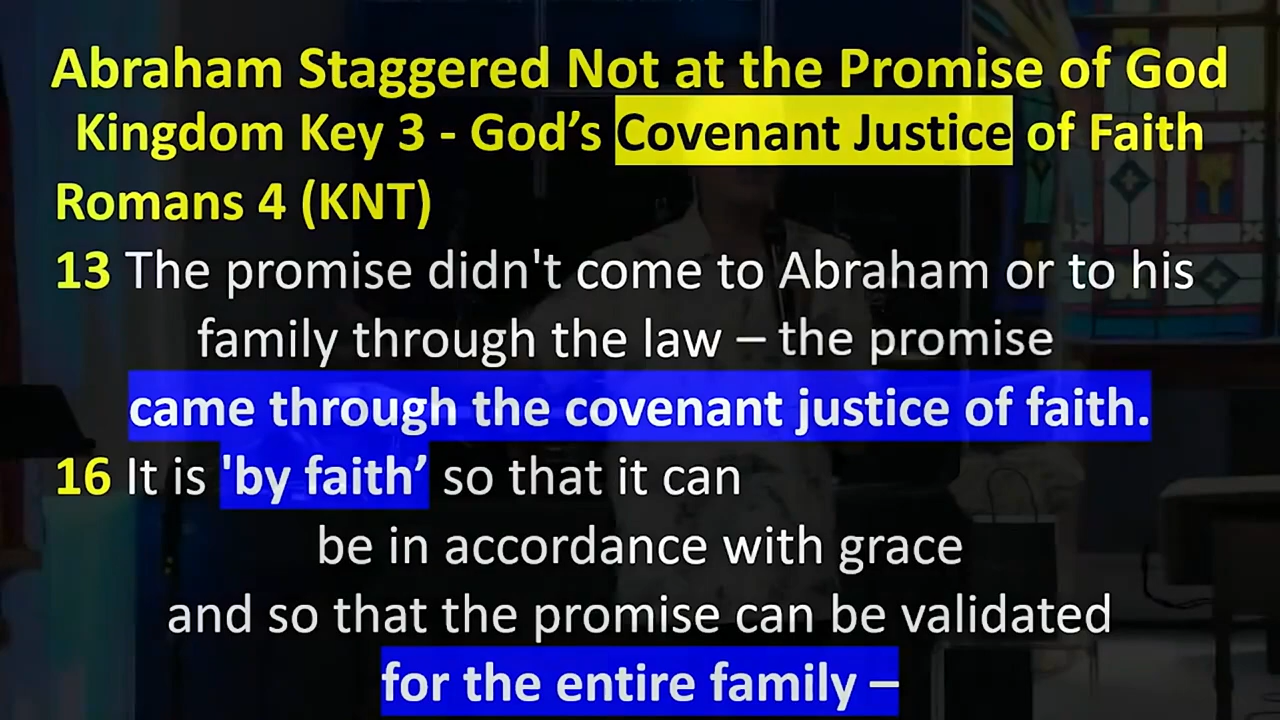 Abraham Staggered Not at the Promise of God
Kingdom Key 3 - God’s Covenant Justice of Faith
Romans 4 (KNT)
13 The promise didn't come to Abraham or to his
family through the law – the promise
came through the covenant justice of faith.
16 It is 'by faith’ so that it can
be in accordance with grace
and so that the promise can be validated
for the entire family –